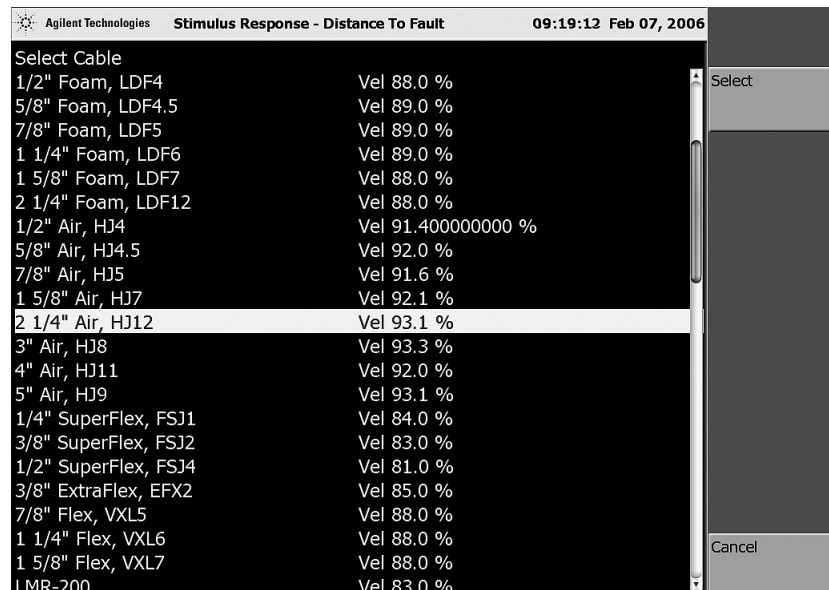 Agilent Technologies Stimulus Response - Distance To Fault 09:19:12 Feb 07, 2006
Select Cable
1/2" Foam, LDF4 Vel 88.0 %
5/8" Foam, LDF4.5 Vel 89.0 %
7/8" Foam, LDF5 Vel 89.0 %
1 1/4" Foam, LDF6 Vel 89.0 %
1 5/8" Foam, LDF7 Vel 88.0 %
2 1/4" Foam, LDF12 Vel 88.0 %
1/2" Air, HJ4 Vel 91.400000000 %
5/8" Air, HJ4.5 Vel 92.0 %
7/8" Air, HJ5 Vel 91.6 %
1 5/8" Air, HJ7 Vel 92.1 %
2 1/4" Air, HJ12 Vel 93.1 %
3" Air, HJ8 Vel 93.3 %
4" Air, HJ11 Vel 92.0 %
5" Air, HJ9 Vel 93.1 %
1/4" SuperFlex, FSJ1 Vel 84.0 %
3/8" SuperFlex, FSJ2 Vel 83.0 %
1/2" SuperFlex, FSJ4 Vel 81.0 %
3/8" ExtraFlex, EFX2 Vel 85.0 %
7/8" Flex, VXL5 Vel 88.0 %
1 1/4" Flex, VXL6 Vel 88.0 %
1 5/8" Flex, VXL7 Vel 88.0 %
LMR-200 Vel 83.0 %
Select
Cancel